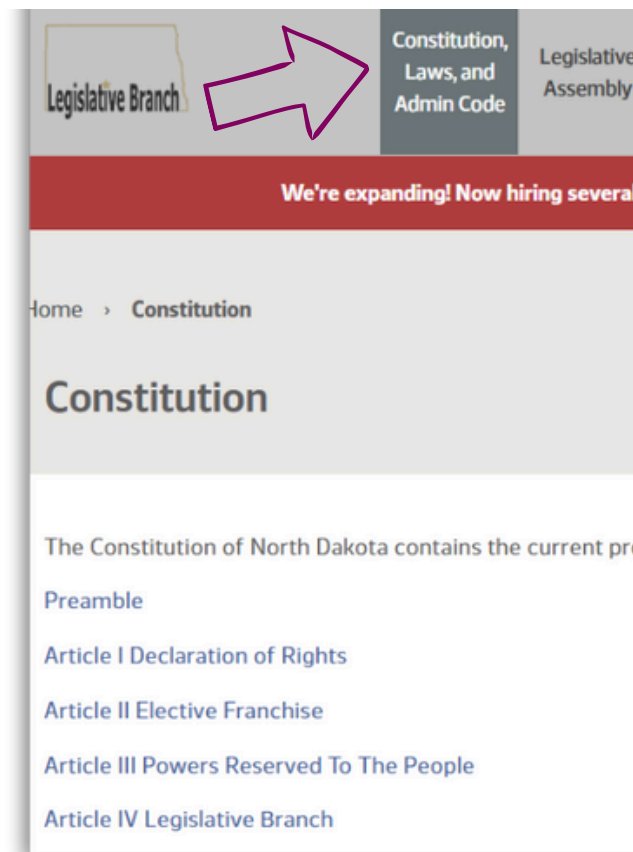 Legislative Branch
Constitution,
Laws, and
Admin Code
Legislative
Assembly
We're expanding! Now hiring several
Home › Constitution
Constitution
The Constitution of North Dakota contains the current pr
Preamble
Article I Declaration of Rights
Article II Elective Franchise
Article III Powers Reserved To The People
Article IV Legislative Branch